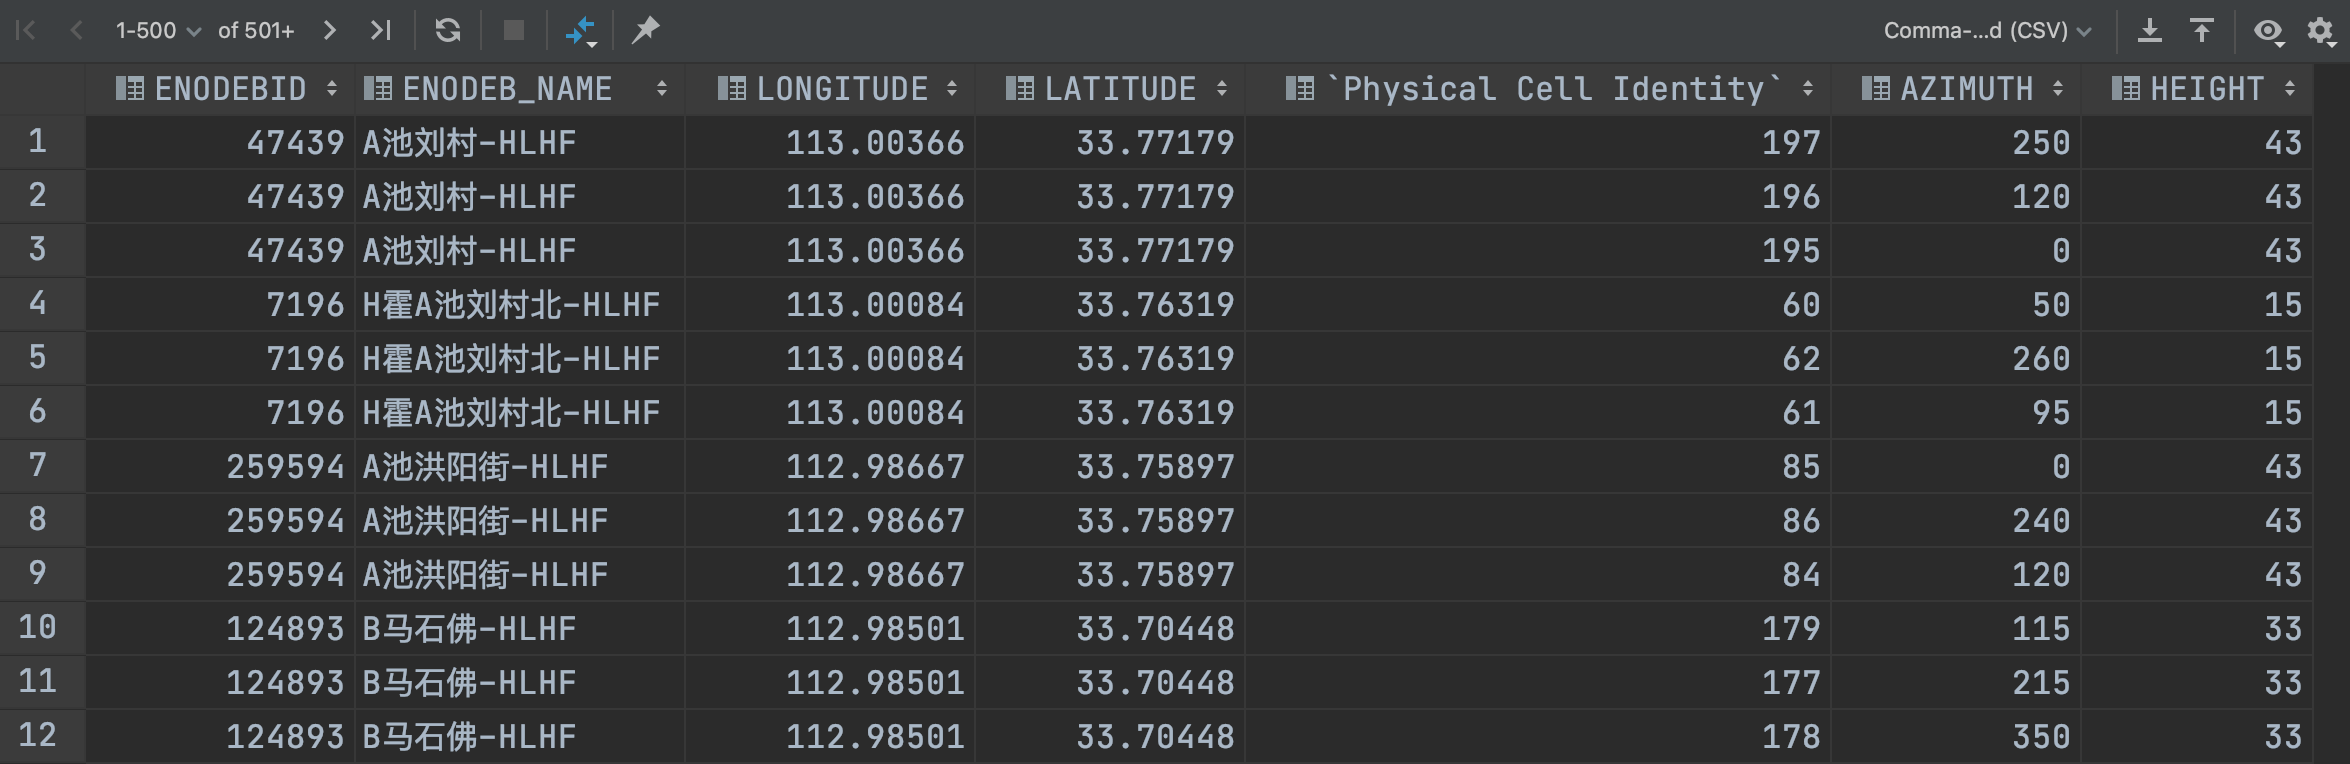 1-500 of 501+ Comma-...d (CSV)
ENODEBID ENODEB_NAME LONGITUDE LATITUDE `Physical Cell Identity` AZIMUTH HEIGHT
1 47439 A池刘村-HLHF 113.00366 33.77179 197 250 43
2 47439 A池刘村-HLHF 113.00366 33.77179 196 120 43
3 47439 A池刘村-HLHF 113.00366 33.77179 195 0 43
4 7196 H霍A池刘村北-HLHF 113.00084 33.76319 60 50 15
5 7196 H霍A池刘村北-HLHF 113.00084 33.76319 62 260 15
6 7196 H霍A池刘村北-HLHF 113.00084 33.76319 61 95 15
7 259594 A池洪阳街-HLHF 112.98667 33.75897 85 0 43
8 259594 A池洪阳街-HLHF 112.98667 33.75897 86 240 43
9 259594 A池洪阳街-HLHF 112.98667 33.75897 84 120 43
10 124893 B马石佛-HLHF 112.98501 33.70448 179 115 33
11 124893 B马石佛-HLHF 112.98501 33.70448 177 215 33
12 124893 B马石佛-HLHF 112.98501 33.70448 178 350 33